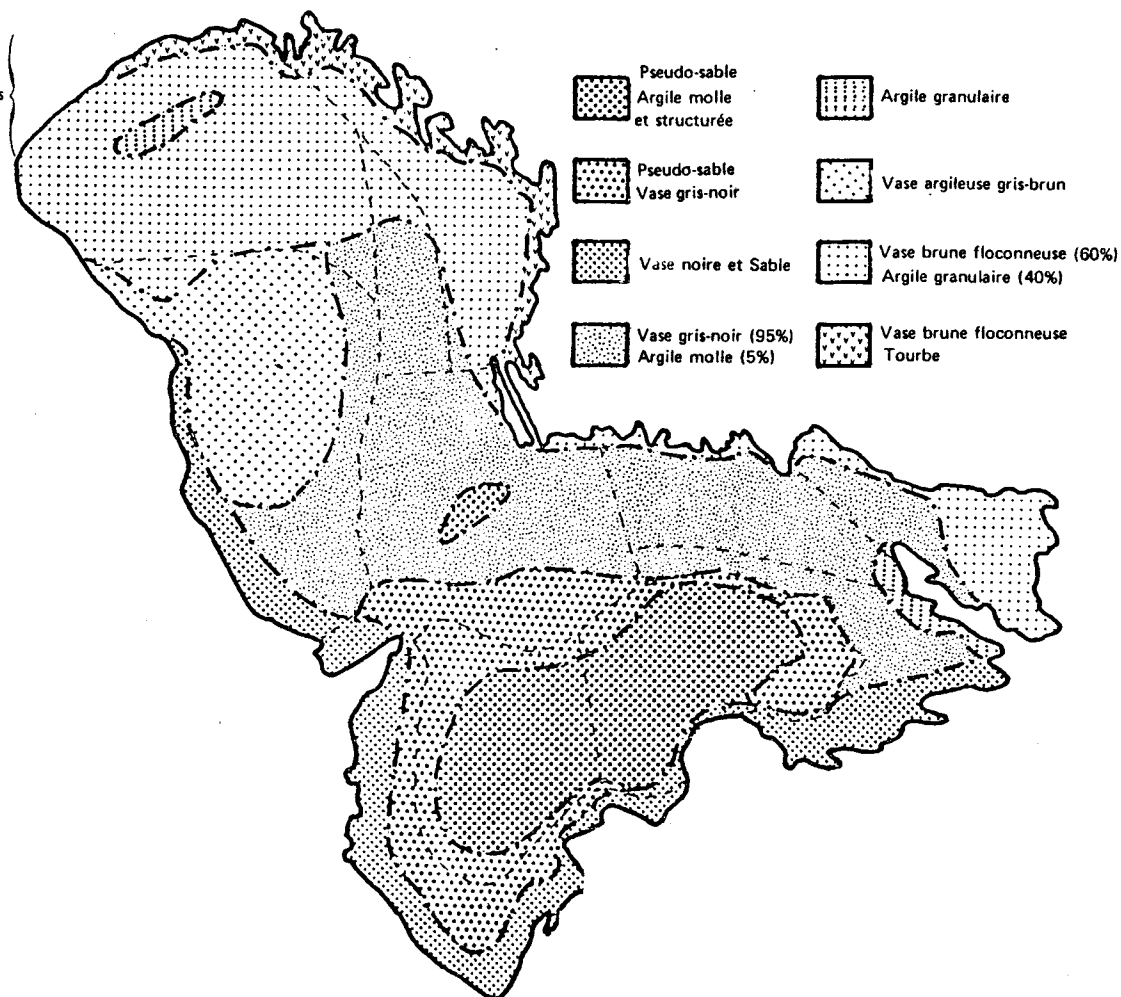 s
Pseudo-sable
Argile molle
et structurée
Pseudo-sable
Vase gris-noir
Vase noire et Sable
Vase gris-noir (95%)
Argile molle (5%)
Argile granulaire
Vase argileuse gris-brun
Vase brune floconneuse (60%)
Argile granulaire (40%)
Vase brune floconneuse
Tourbe